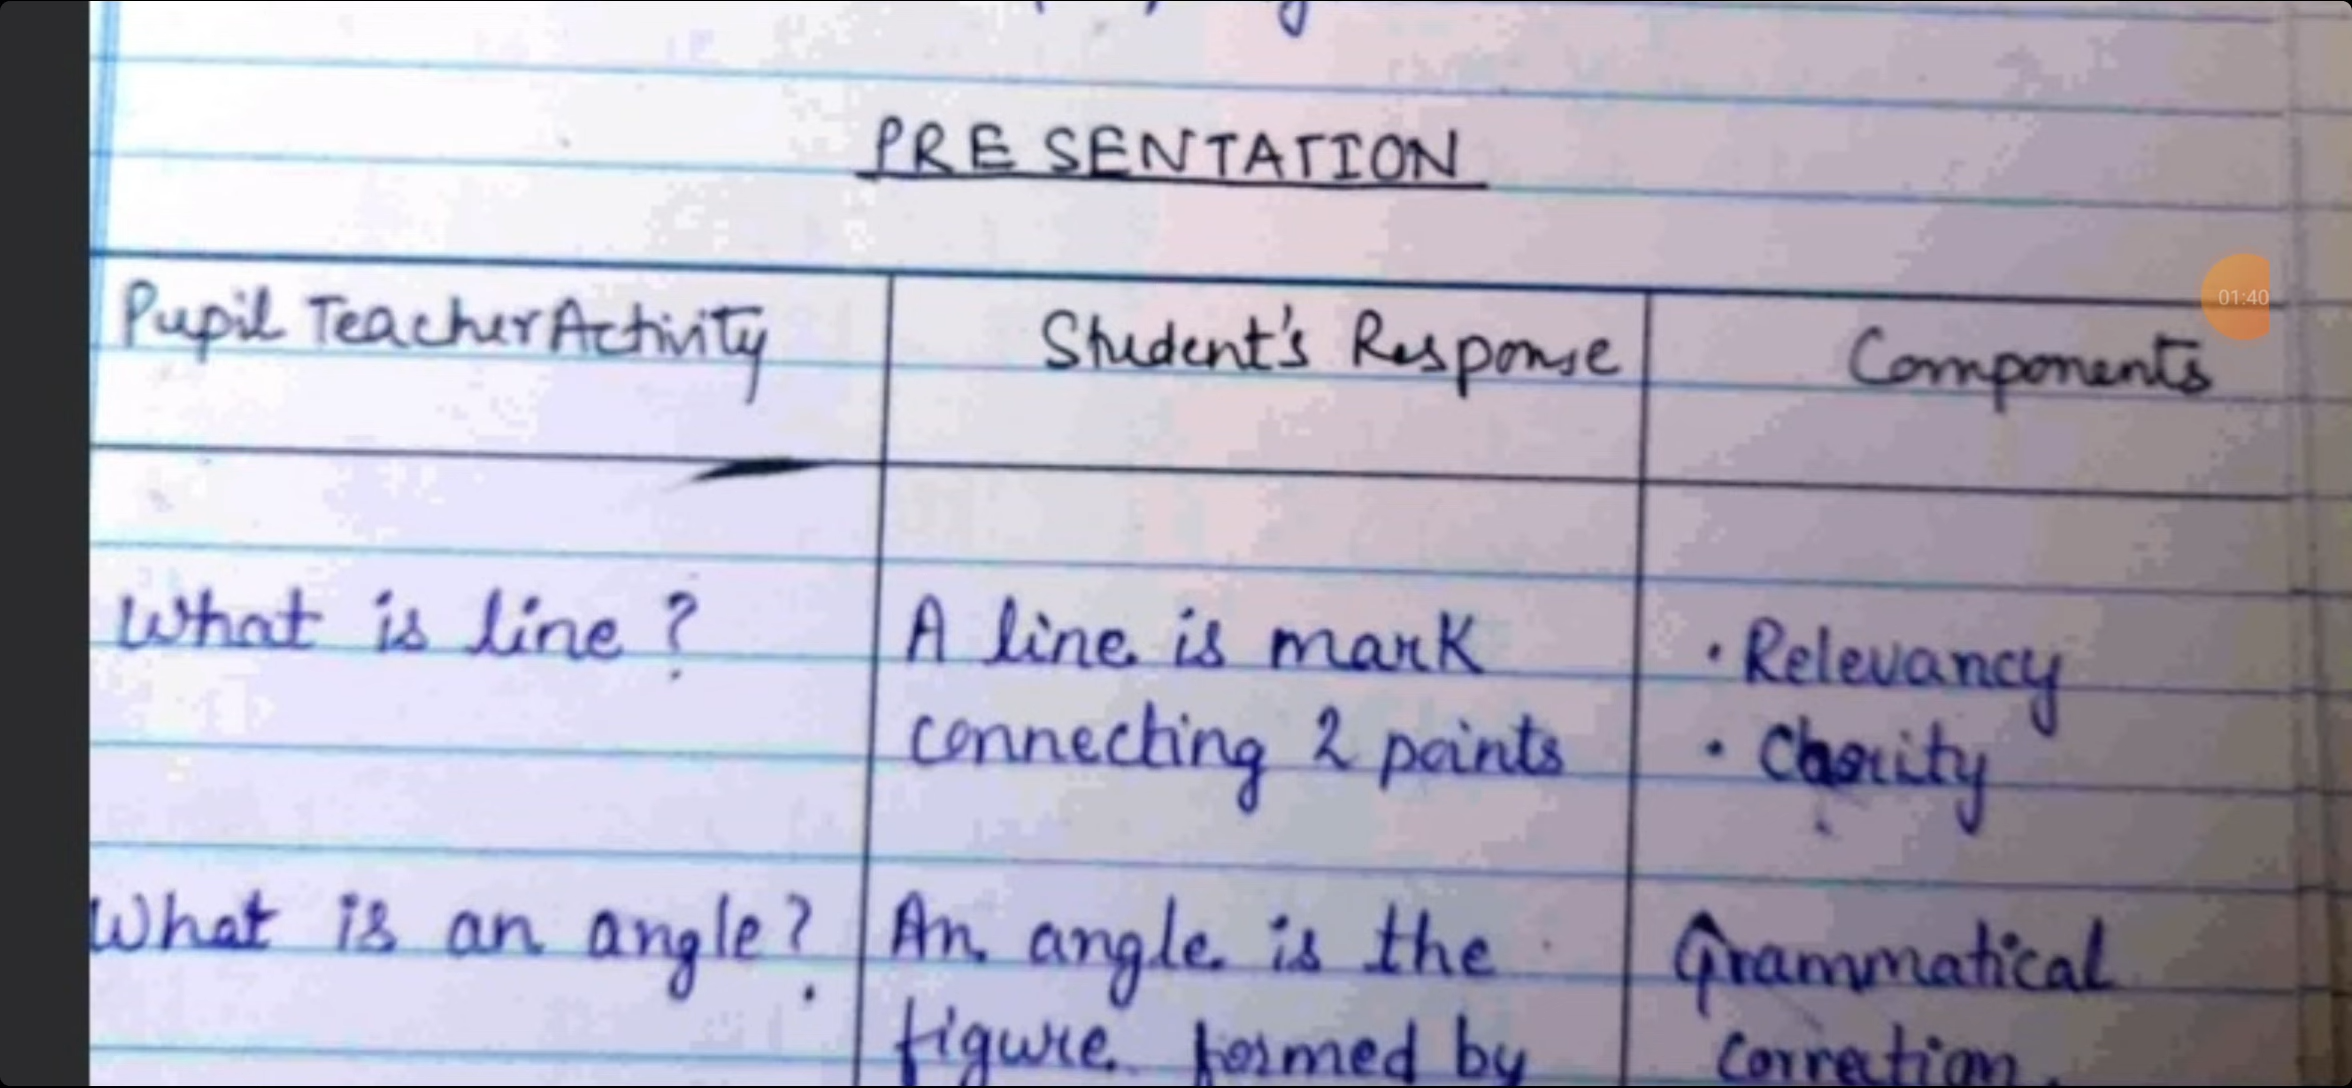 PRESENTATION
Pupil Teacher Activity
Student's Response
Components
01:40
What is line?
A line is mark
connecting 2 points
• Relevancy
•
What is an angle?
An angle is the
figure formed by
Grammatical
correction.